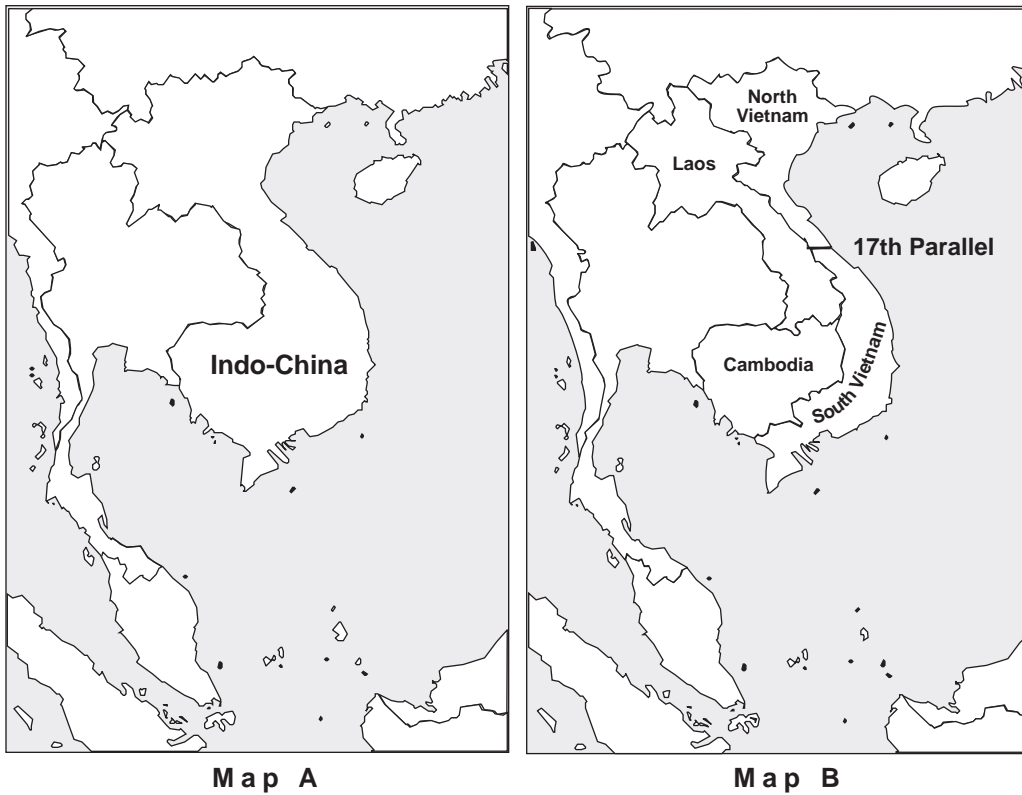 Indo-China
Map A
North
Vietnam
Laos
17th Parallel
Cambodia
South Vietnam
Map B